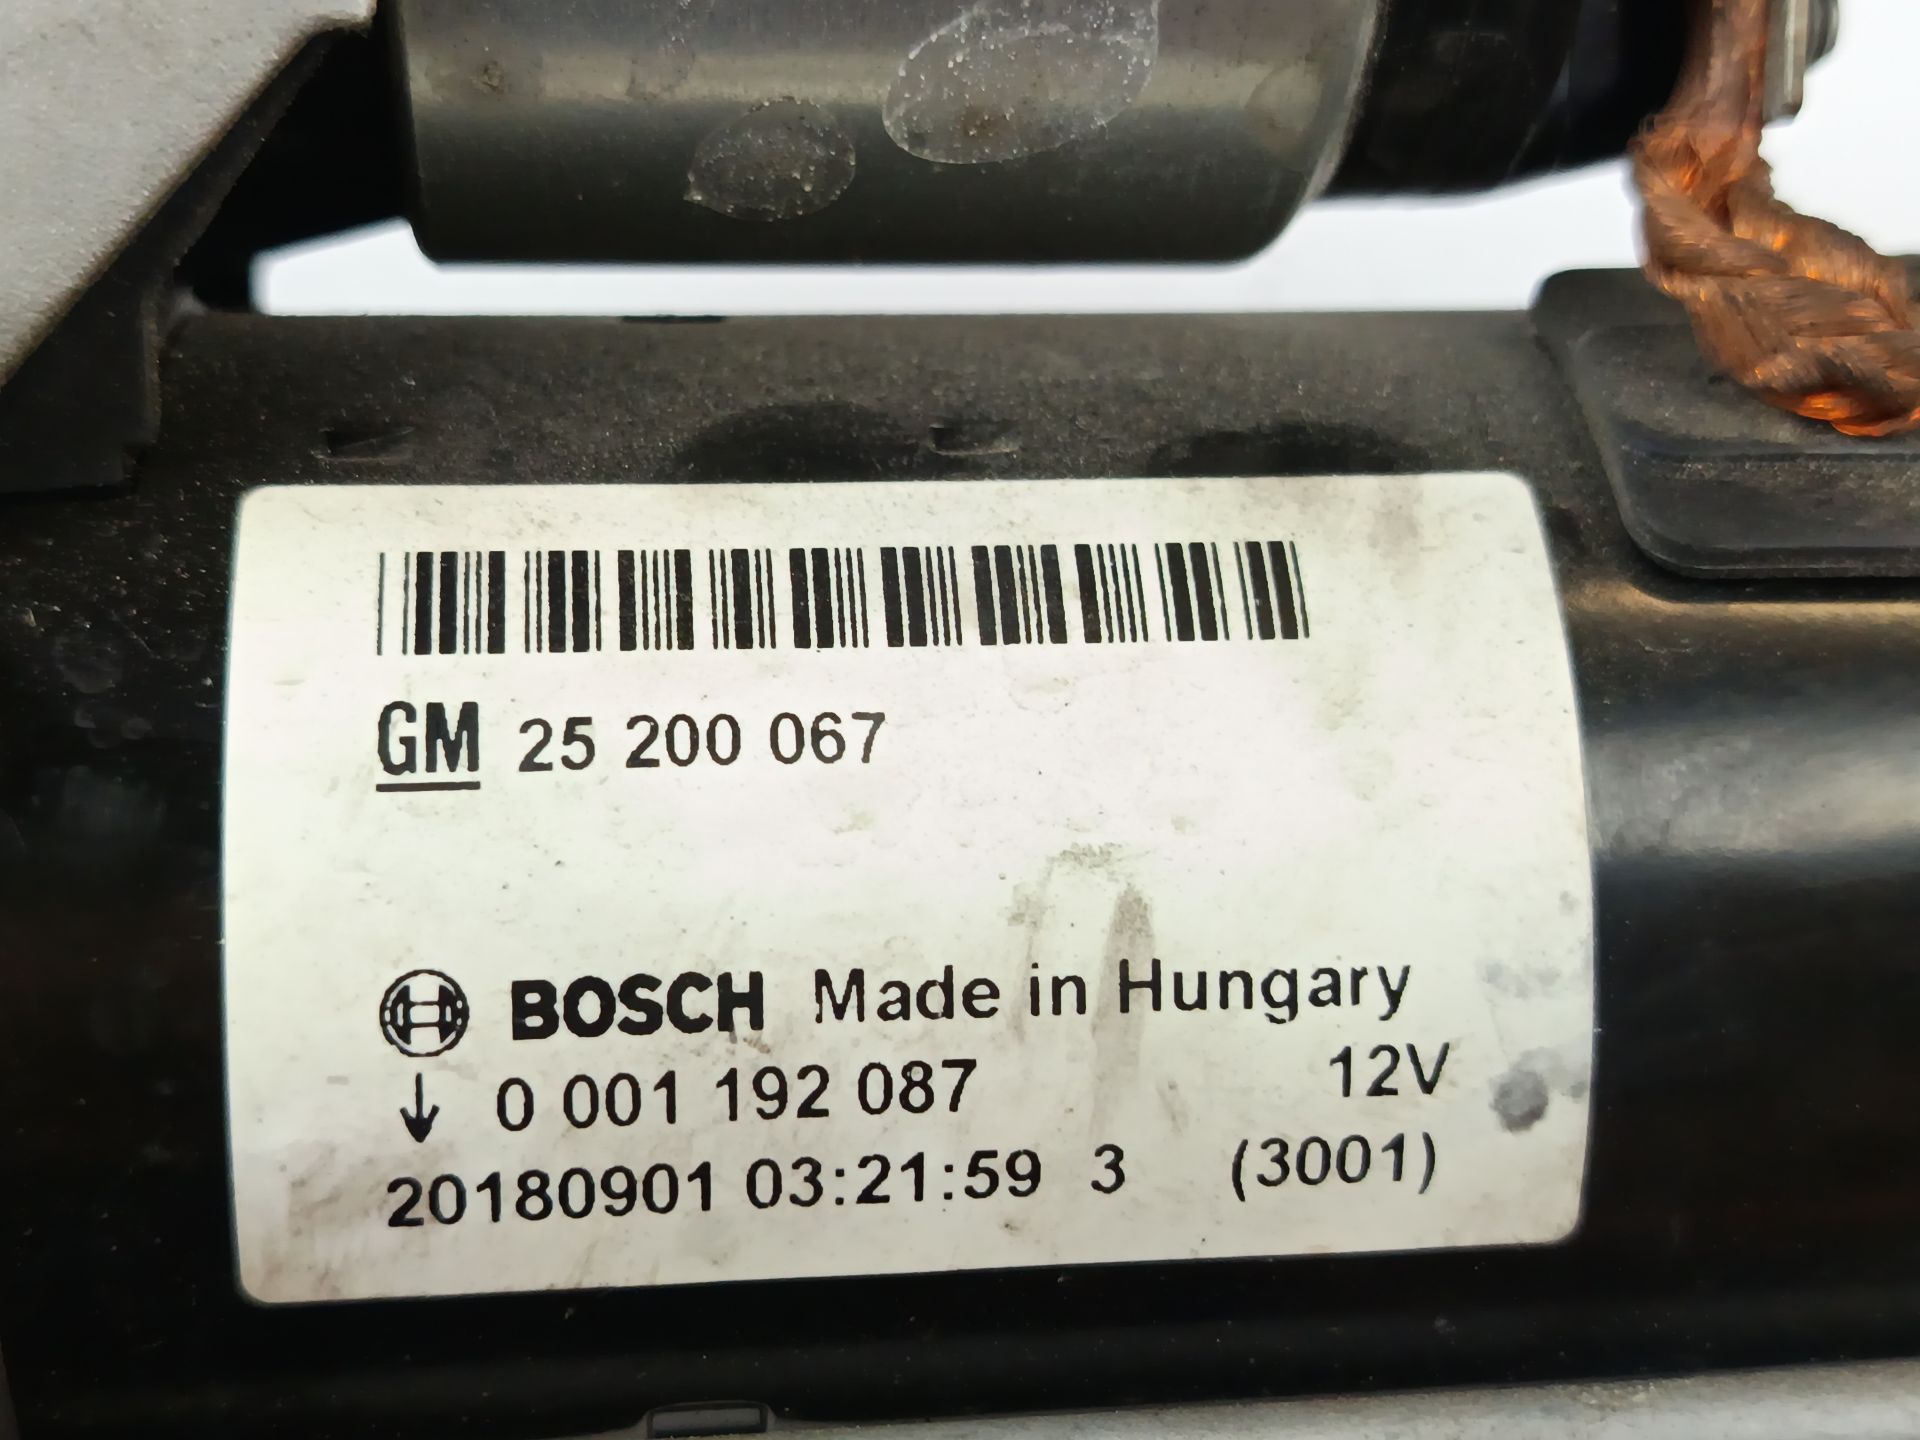 GM 25 200 067
BOSCH Made in Hungary
↓ 0 001 192 087 12V
20180901 03:21:59 3 (3001)